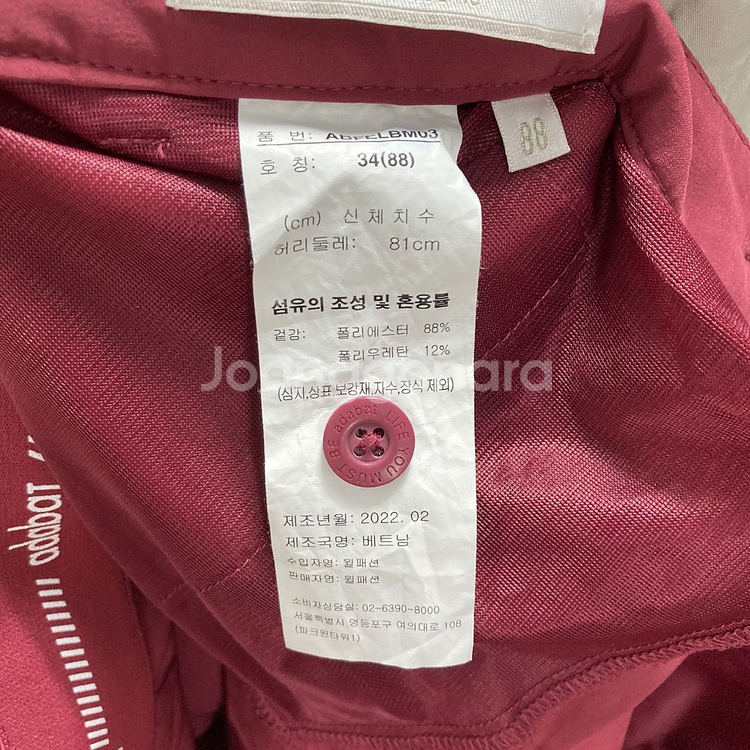 품 번:
호 칭: 34(88)
88
(cm) 신체치수
허리둘레: 81cm
섬유의 조성 및 혼용률
겉감: 폴리에스터 88%
폴리우레탄 12%
(심지,상표,보강재,자수,장식 제외)
adabat LIFE YOU MUST BE
제조년월: 2022. 02
제조국명: 베트남
수입자명: 월패션
판매자명: 월패션
소비자상담실: 02-6390-8000
서울특별시 영등포구 여의대로 108
(파크원타워1)
adabat